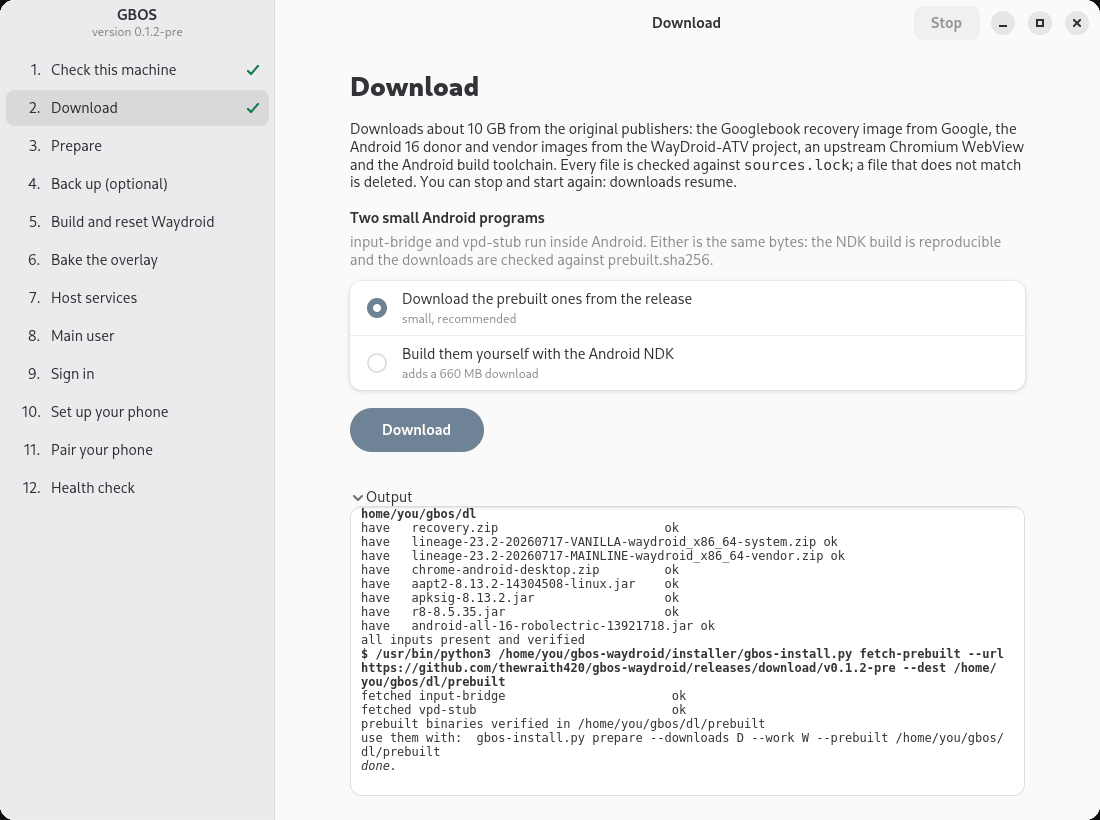 GBOS
version 0.1.2-pre
Download
Stop
1. Check this machine
2. Download
3. Prepare
4. Back up (optional)
5. Build and reset Waydroid
6. Bake the overlay
7. Host services
8. Main user
9. Sign in
10. Set up your phone
11. Pair your phone
12. Health check
Download
Downloads about 10 GB from the original publishers: the Googlebook recovery image from Google, the
Android 16 donor and vendor images from the WayDroid-ATV project, an upstream Chromium WebView
and the Android build toolchain. Every file is checked against sources.lock; a file that does not match
is deleted. You can stop and start again: downloads resume.
Two small Android programs
input-bridge and vpd-stub run inside Android. Either is the same bytes: the NDK build is reproducible
and the downloads are checked against prebuilt.sha256.
Download the prebuilt ones from the release
small, recommended
Build them yourself with the Android NDK
adds a 660 MB download
Download
Output
home/you/gbos/dl
have recovery.zip ok
have lineage-23.2-20260717-VANILLA-waydroid_x86_64-system.zip ok
have lineage-23.2-20260717-MAINLINE-waydroid_x86_64-vendor.zip ok
have chrome-android-desktop.zip ok
have aapt2-8.13.2-14304508-linux.jar ok
have apksig-8.13.2.jar ok
have r8-8.5.35.jar ok
have android-all-16-robolectric-13921718.jar ok
all inputs present and verified
$ /usr/bin/python3 /home/you/gbos-waydroid/installer/gbos-install.py fetch-prebuilt --url
https://github.com/thewraith420/gbos-waydroid/releases/download/v0.1.2-pre --dest /home/
you/gbos/dl/prebuilt
fetched input-bridge ok
fetched vpd-stub ok
prebuilt binaries verified in /home/you/gbos/dl/prebuilt
use them with: gbos-install.py prepare --downloads D --work W --prebuilt /home/you/gbos/
dl/prebuilt
done.